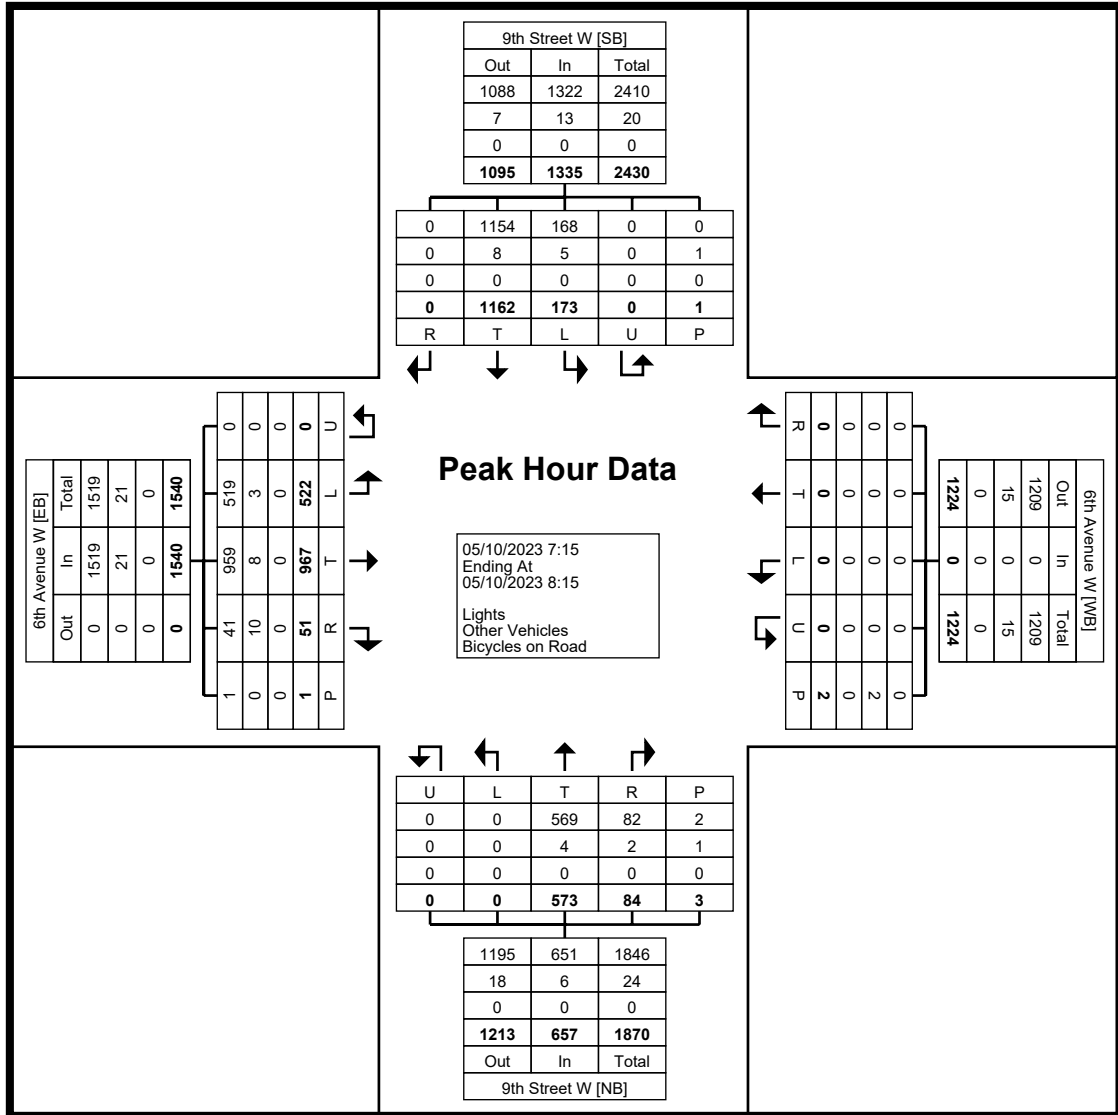 9th Street W [SB]
Out In Total
1088 1322 2410
7 13 20
0 0 0
1095 1335 2430
0 1154 168 0 0
0 8 5 0 1
0 0 0 0 0
0 1162 173 0 1
R T L U P
6th Avenue W [EB]
Total 1519 21 0 1540
In 1519 21 0 1540
Out 0 0 0 0
0 0 0 0 U
519 3 0 522 L
959 8 0 967 T
41 10 0 51 R
1 0 0 1 P
Peak Hour Data
05/10/2023 7:15
Ending At
05/10/2023 8:15
Lights
Other Vehicles
Bicycles on Road
R 0 0 0 0
T 0 0 0 0
L 0 0 0 0
U 0 0 0 0
P 2 0 2 0
1224 0 15 1209 Out
0 0 0 0 In
1224 0 15 1209 Total
6th Avenue W [WB]
U L T R P
0 0 569 82 2
0 0 4 2 1
0 0 0 0 0
0 0 573 84 3
1195 651 1846
18 6 24
0 0 0
1213 657 1870
Out In Total
9th Street W [NB]